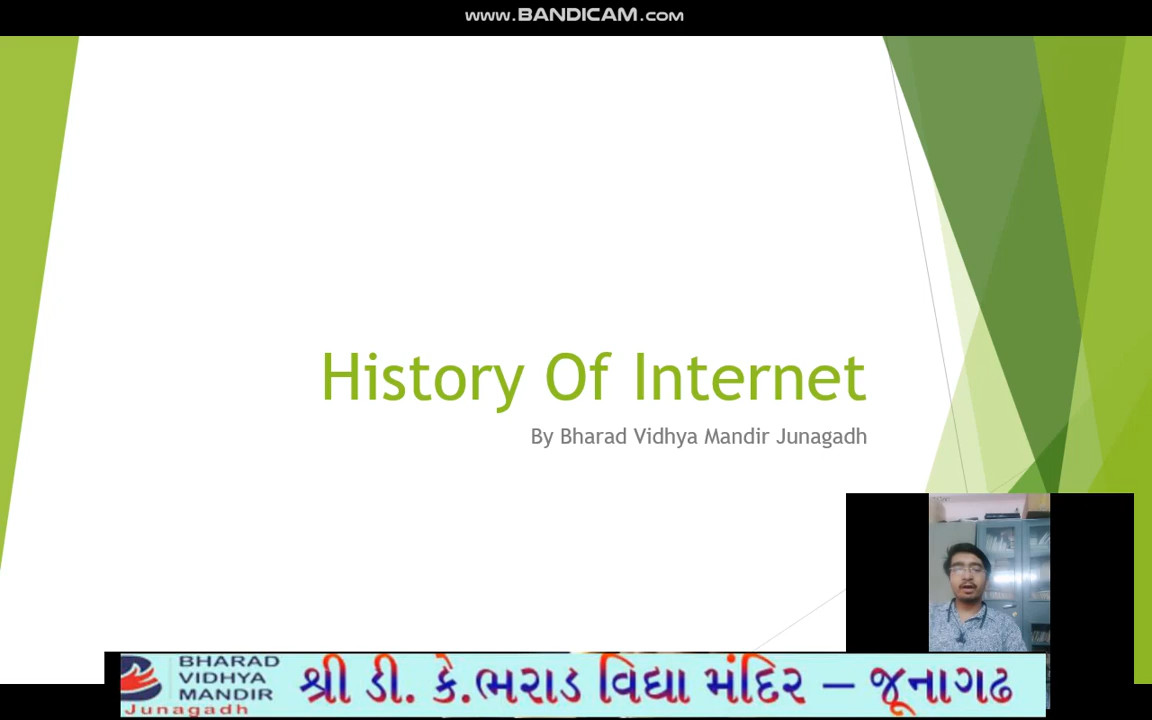 www.BANDICAM.com
History Of Internet
By Bharad Vidhya Mandir Junagadh
BHARAD
VIDHYA
MANDIR
Junagadh
શ્રી ડી. કે.ભરાડ વિદ્યા મંદિર – જૂનાગઢ